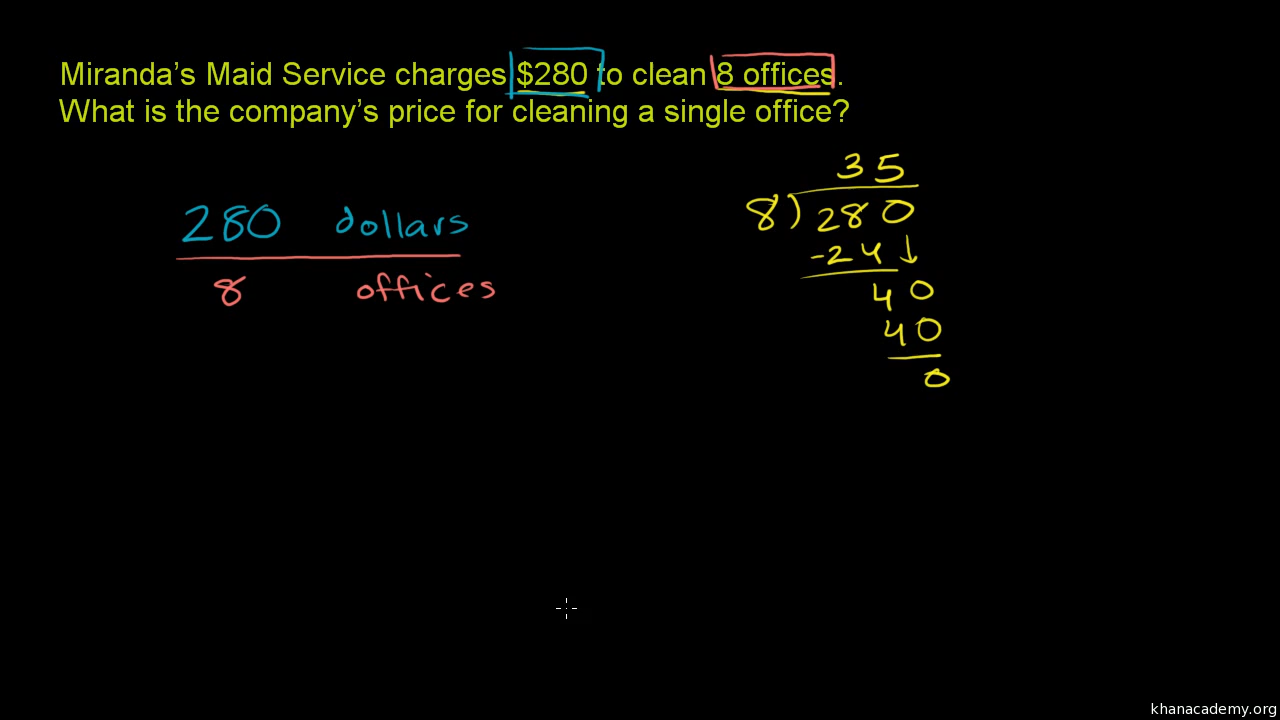 Miranda's Maid Service charges $280 to clean 8 offices.
What is the company's price for cleaning a single office?
280 dollars
8 offices
35
8)280
-24↓
40
40
0
khanacademy.org